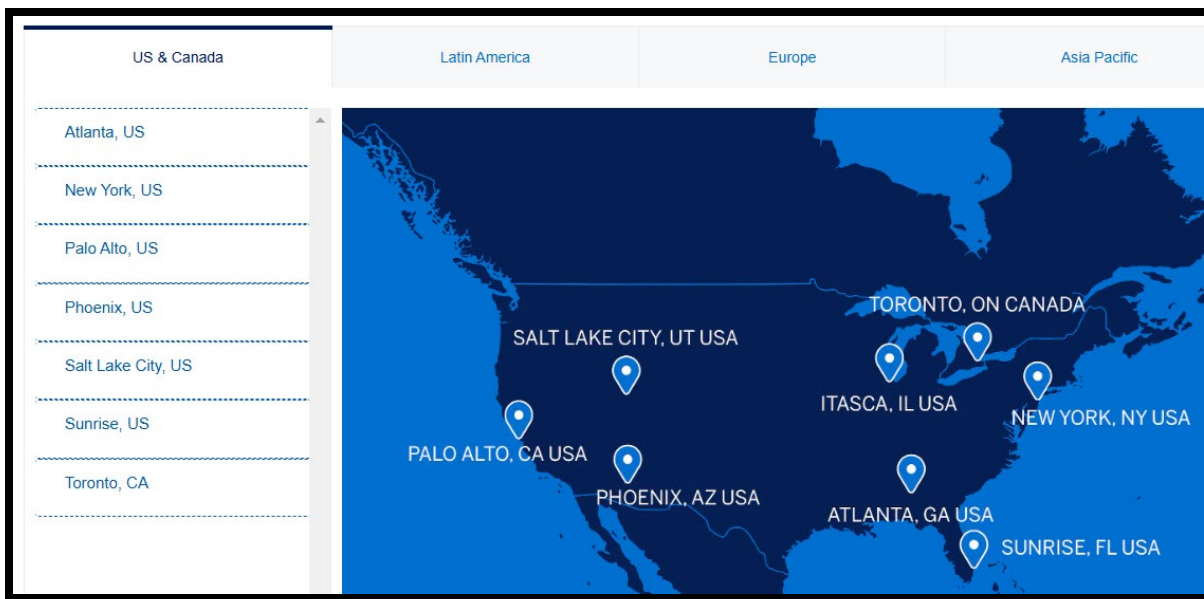 US & Canada
Latin America
Europe
Asia Pacific
Atlanta, US
New York, US
Palo Alto, US
Phoenix, US
Salt Lake City, US
Sunrise, US
Toronto, CA
TORONTO, ON CANADA
SALT LAKE CITY, UT USA
ITASCA, IL USA
NEW YORK, NY USA
PALO ALTO, CA USA
PHOENIX, AZ USA
ATLANTA, GA USA
SUNRISE, FL USA